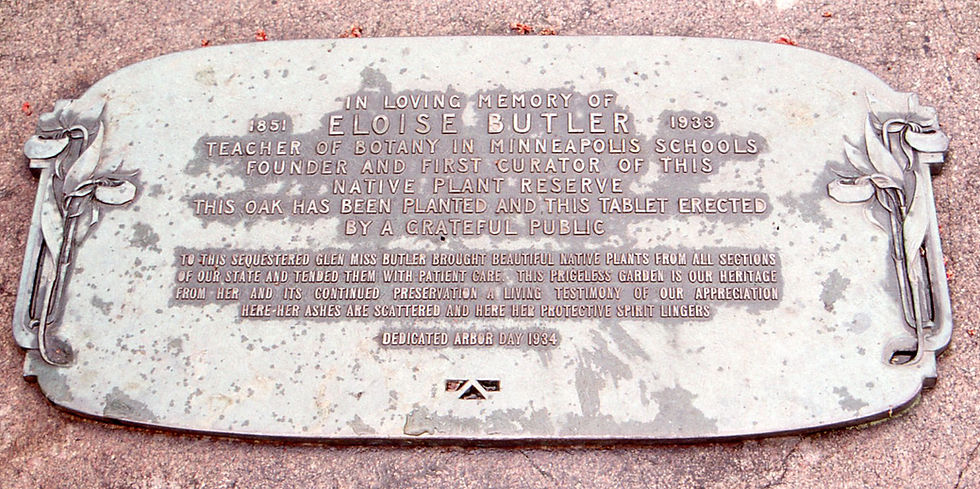 IN LOVING MEMORY OF
1851 ELOISE BUTLER 1933
TEACHER OF BOTANY IN MINNEAPOLIS SCHOOLS
FOUNDER AND FIRST CURATOR OF THIS
NATIVE PLANT RESERVE
THIS OAK HAS BEEN PLANTED AND THIS TABLET ERECTED
BY A GRATEFUL PUBLIC
TO THIS SEQUESTERED GLEN MISS BUTLER BROUGHT BEAUTIFUL NATIVE PLANTS FROM ALL SECTIONS
OF OUR STATE AND TENDED THEM WITH PATIENT CARE. THIS PRICELESS GARDEN IS OUR HERITAGE
FROM HER AND ITS CONTINUED PRESERVATION A LIVING TESTIMONY OF OUR APPRECIATION
HERE HER ASHES ARE SCATTERED AND HERE HER PROTECTIVE SPIRIT LINGERS
DEDICATED ARBOR DAY 1934